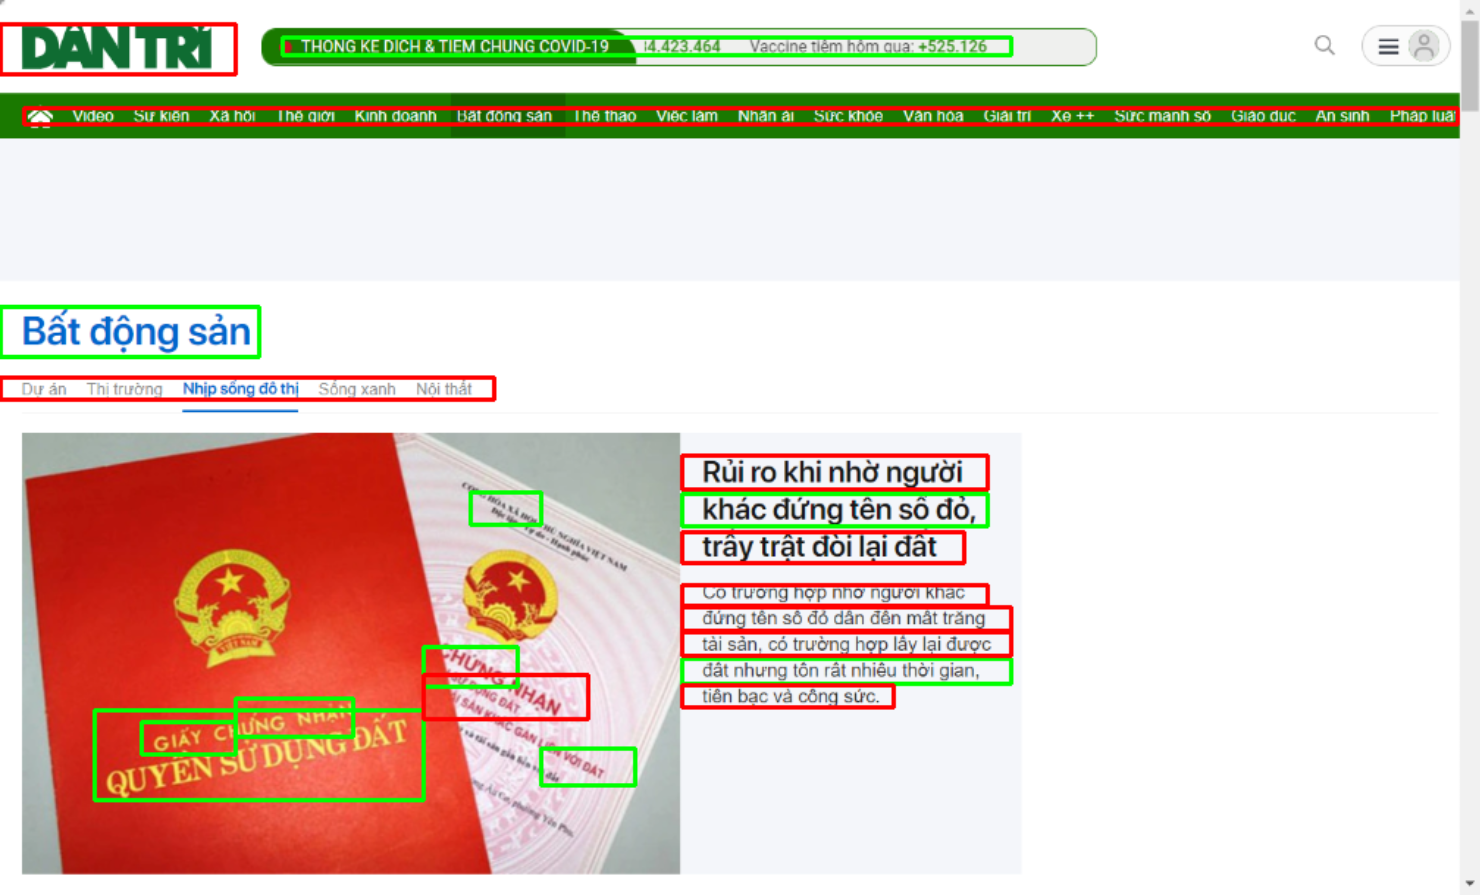 DÂN TRÍ
THỐNG KÊ DỊCH & TIÊM CHỦNG COVID-19 34.423.464 Vaccine tiêm hôm qua: +525.126
Video Sự kiện Xã hội Thế giới Kinh doanh Bất động sản Thể thao Việc làm Nhân ái Sức khỏe Văn hóa Giải trí Xe ++ Sức mạnh số Giáo dục An sinh Pháp luật
Bất động sản
Dự án Thị trường Nhịp sống đô thị Sống xanh Nội thất
Rủi ro khi nhờ người
khác đứng tên sổ đỏ,
trầy trật đòi lại đất
Có trường hợp nhờ người khác
đứng tên sổ đỏ dẫn đến mất trắng
tài sản, có trường hợp lấy lại được
đất nhưng tốn rất nhiều thời gian,
tiền bạc và công sức.
CỘNG HÒA XÃ HỘI CHỦ NGHĨA VIỆT NAM
Độc lập - Tự do - Hạnh phúc
VIỆT NAM
GIẤY CHỨNG NHẬN
QUYỀN SỬ DỤNG ĐẤT
CHỨNG NHẬN
SỬ DỤNG ĐẤT
SẢN KHÁC GẮN LIỀN VỚI ĐẤT